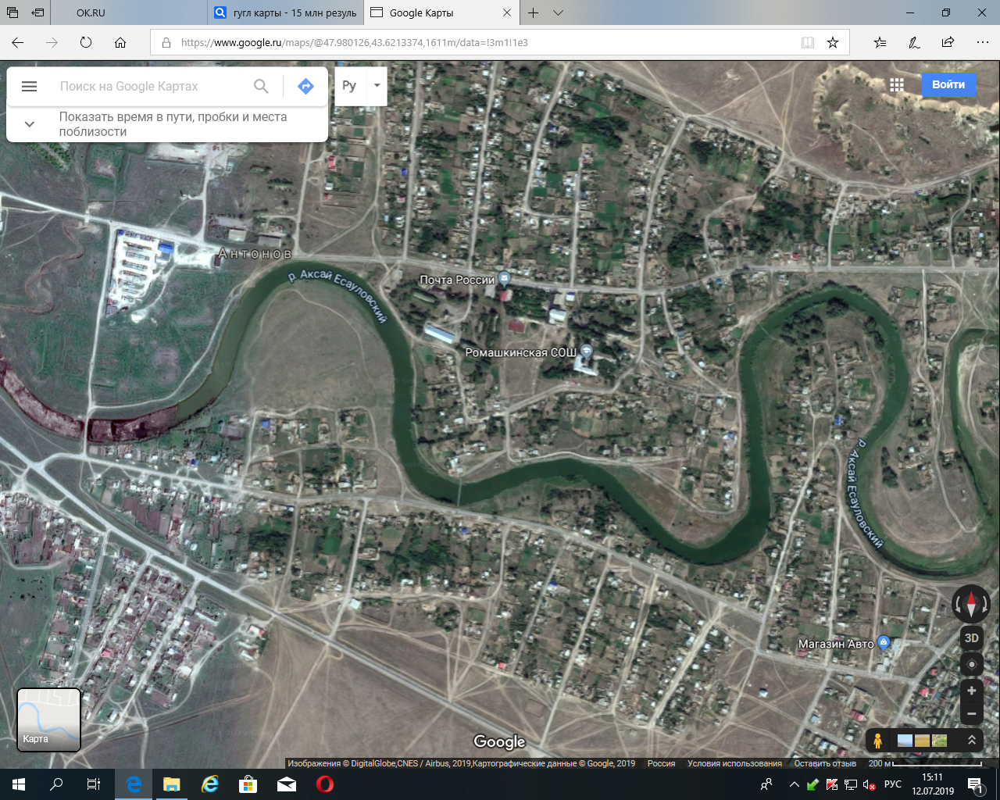 OK.RU
гугл карты - 15 млн резуль
Google Карты
https://www.google.ru/maps/@47.980126,43.6213374,1611m/data=!3m1!1e3
Поиск на Google Картах
Ру
Войти
Показать время в пути, пробки и места
поблизости
Антонов
р. Аксай Есауловский
Почта России
Ромашкинская СОШ
р. Аксай Есауловский
Магазин Авто
3D
Карта
Google
Изображения © DigitalGlobe,CNES / Airbus, 2019,Картографические данные © Google, 2019 Россия Условия использования Оставить отзыв 200 м
РУС
15:11
12.07.2019
1